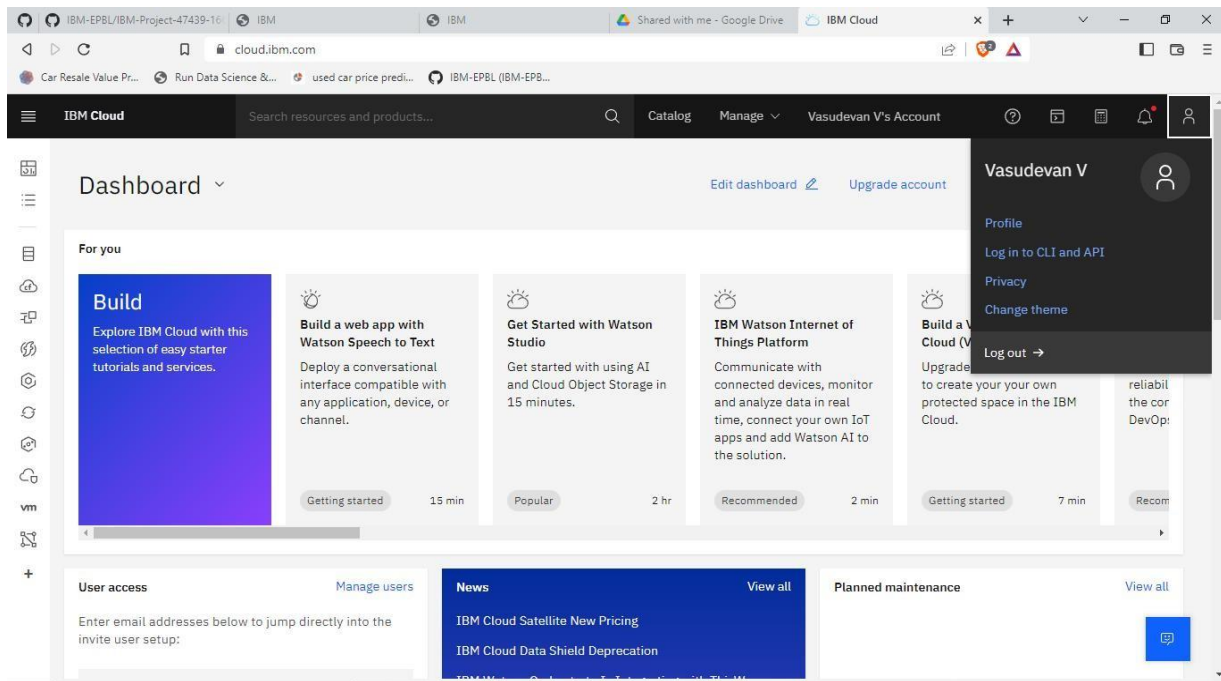 IBM-EPBL/IBM-Project-47439-16
IBM
IBM
Shared with me - Google Drive
IBM Cloud
cloud.ibm.com
Car Resale Value Pr...
Run Data Science &...
used car price predi...
IBM-EPBL (IBM-EPB...
IBM Cloud
Search resources and products...
Catalog
Manage
Vasudevan V's Account
Dashboard
Edit dashboard
Upgrade account
Vasudevan V
Profile
Log in to CLI and API
Privacy
Change theme
Log out →
For you
Build
Explore IBM Cloud with this
selection of easy starter
tutorials and services.
Build a web app with
Watson Speech to Text
Deploy a conversational
interface compatible with
any application, device, or
channel.
Getting started
15 min
Get Started with Watson
Studio
Get started with using AI
and Cloud Object Storage in
15 minutes.
Popular
2 hr
IBM Watson Internet of
Things Platform
Communicate with
connected devices, monitor
and analyze data in real
time, connect your own IoT
apps and add Watson AI to
the solution.
Recommended
2 min
Build a V
Cloud (V
Upgrade
to create your your own
protected space in the IBM
Cloud.
Getting started
7 min
reliabil
the cor
DevOp
Recom
vm
User access
Manage users
Enter email addresses below to jump directly into the
invite user setup:
News
View all
IBM Cloud Satellite New Pricing
IBM Cloud Data Shield Deprecation
Planned maintenance
View all